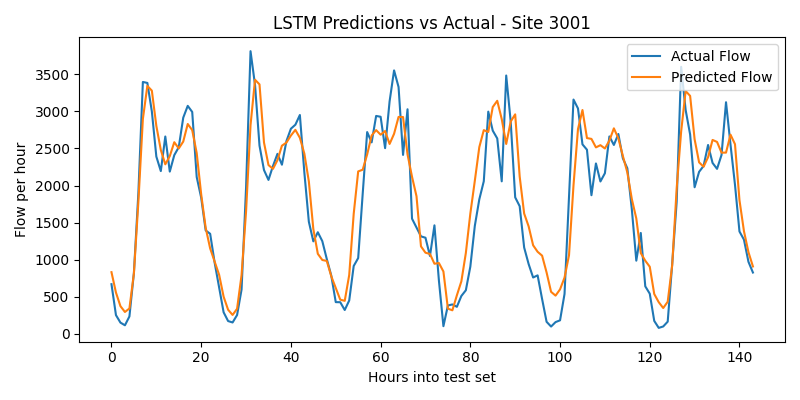 LSTM Predictions vs Actual - Site 3001
Actual Flow
Predicted Flow
Flow per hour
3500
3000
2500
2000
1500
1000
500
0
0 20 40 60 80 100 120 140
Hours into test set